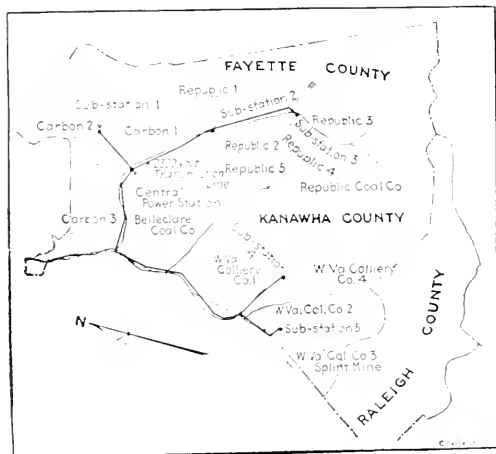 FAYETTE COUNTY
Republic 1
Sub-station 1
Sub-station 2
Carbon 2
Carbon 1
Republic 3
Sub-station 3
Republic 2
Republic 4
Transmission
Line
Republic 5
Central
Power Station
Republic Coal Co
Carbon 3
Belleclare
Coal Co
KANAWHA COUNTY
Sub-station
W Va
Colliery
Co. 1
W Va Colliery
Co. 4
W Va. Col. Co 2
Sub-station 5
W Va Col Co 3
Splint Mine
N
RALEIGH COUNTY